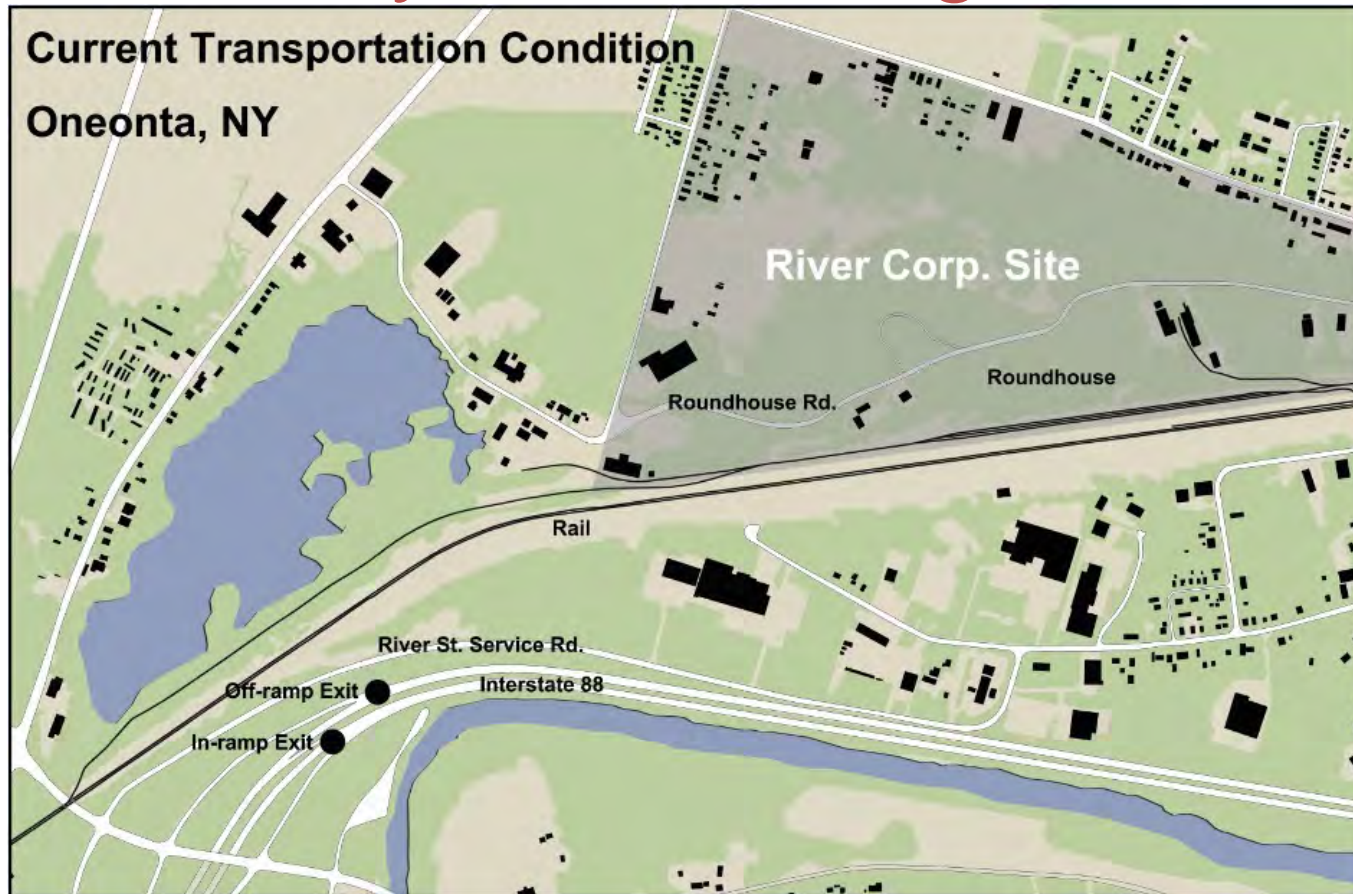 Current Transportation Condition
Oneonta, NY
River Corp. Site
Roundhouse
Roundhouse Rd.
Rail
River St. Service Rd.
Off-ramp Exit
Interstate 88
In-ramp Exit